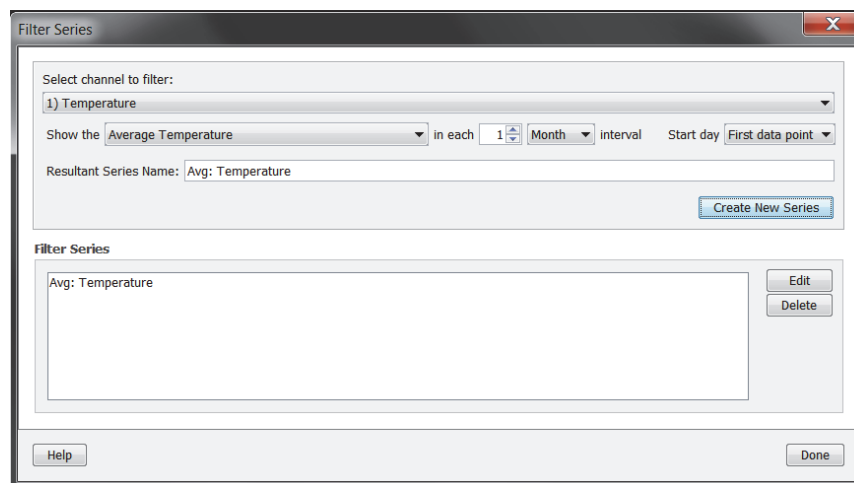 Filter Series
X
Select channel to filter:
1) Temperature
Show the Average Temperature in each 1 Month interval Start day First data point
Resultant Series Name: Avg: Temperature
Create New Series
Filter Series
Avg: Temperature
Edit
Delete
Help
Done